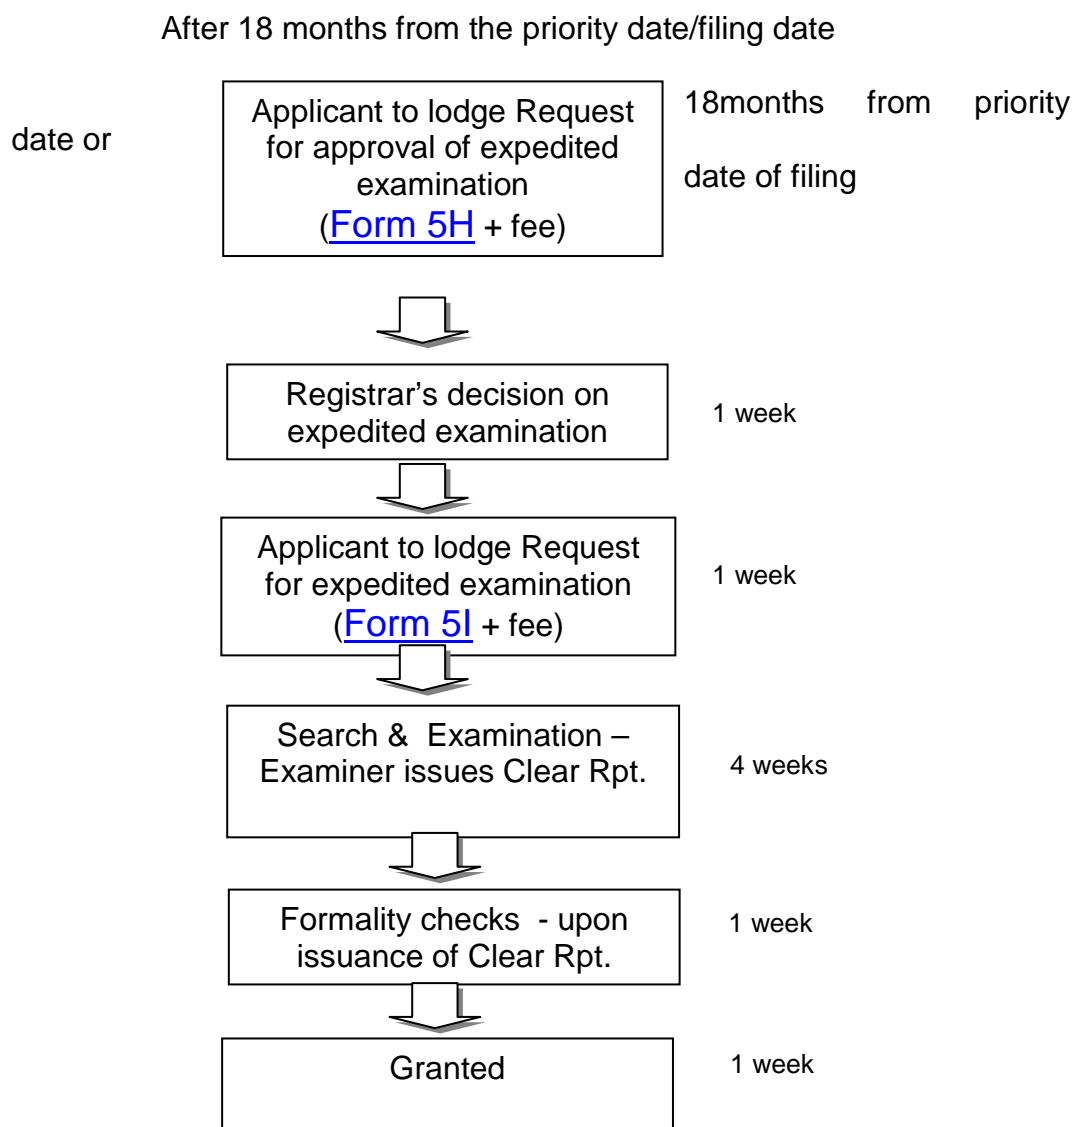 After 18 months from the priority date/filing date
Applicant to lodge Request
for approval of expedited
examination
(Form 5H + fee)
18months from priority
date or
date of filing
Registrar’s decision on
expedited examination
1 week
Applicant to lodge Request
for expedited examination
(Form 5I + fee)
1 week
Search & Examination –
Examiner issues Clear Rpt.
4 weeks
Formality checks - upon
issuance of Clear Rpt.
1 week
Granted
1 week